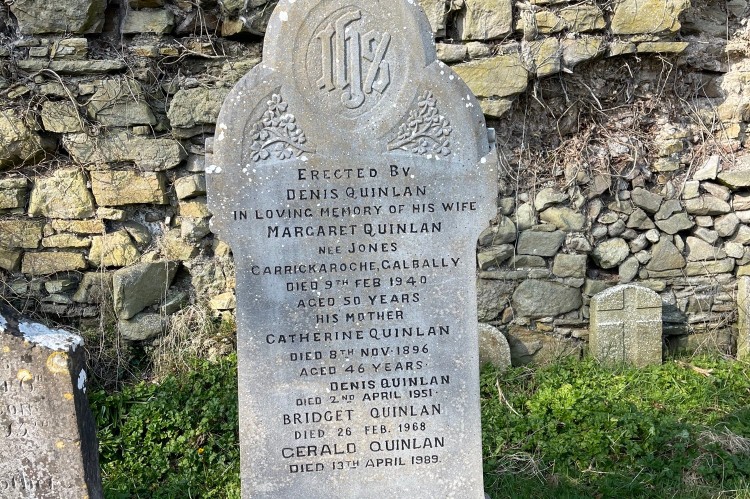 IHS
ERECTED BY
DENIS QUINLAN
IN LOVING MEMORY OF HIS WIFE
MARGARET QUINLAN
NEE JONES
CARRICKAROCHE, GALBALLY
DIED 9TH FEB 1940
AGED 50 YEARS
HIS MOTHER
CATHERINE QUINLAN
DIED 8TH NOV. 1896
AGED 46 YEARS
DENIS QUINLAN
DIED 2ND APRIL 1951.
BRIDGET QUINLAN
DIED 26 FEB. 1968
GERALD QUINLAN
DIED 13TH APRIL 1989.